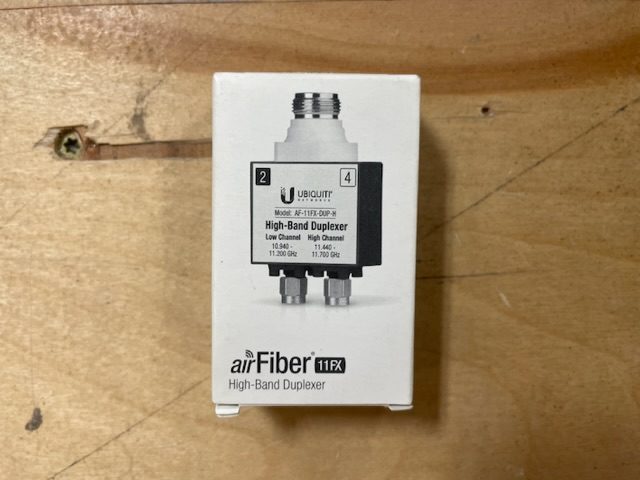 2 4
UBIQUITI
NETWORKS
Model: AF-11FX-DUP-H
High-Band Duplexer
Low Channel High Channel
10.940 - 11.440 -
11.200 GHz 11.700 GHz
airFiber® 11FX
High-Band Duplexer